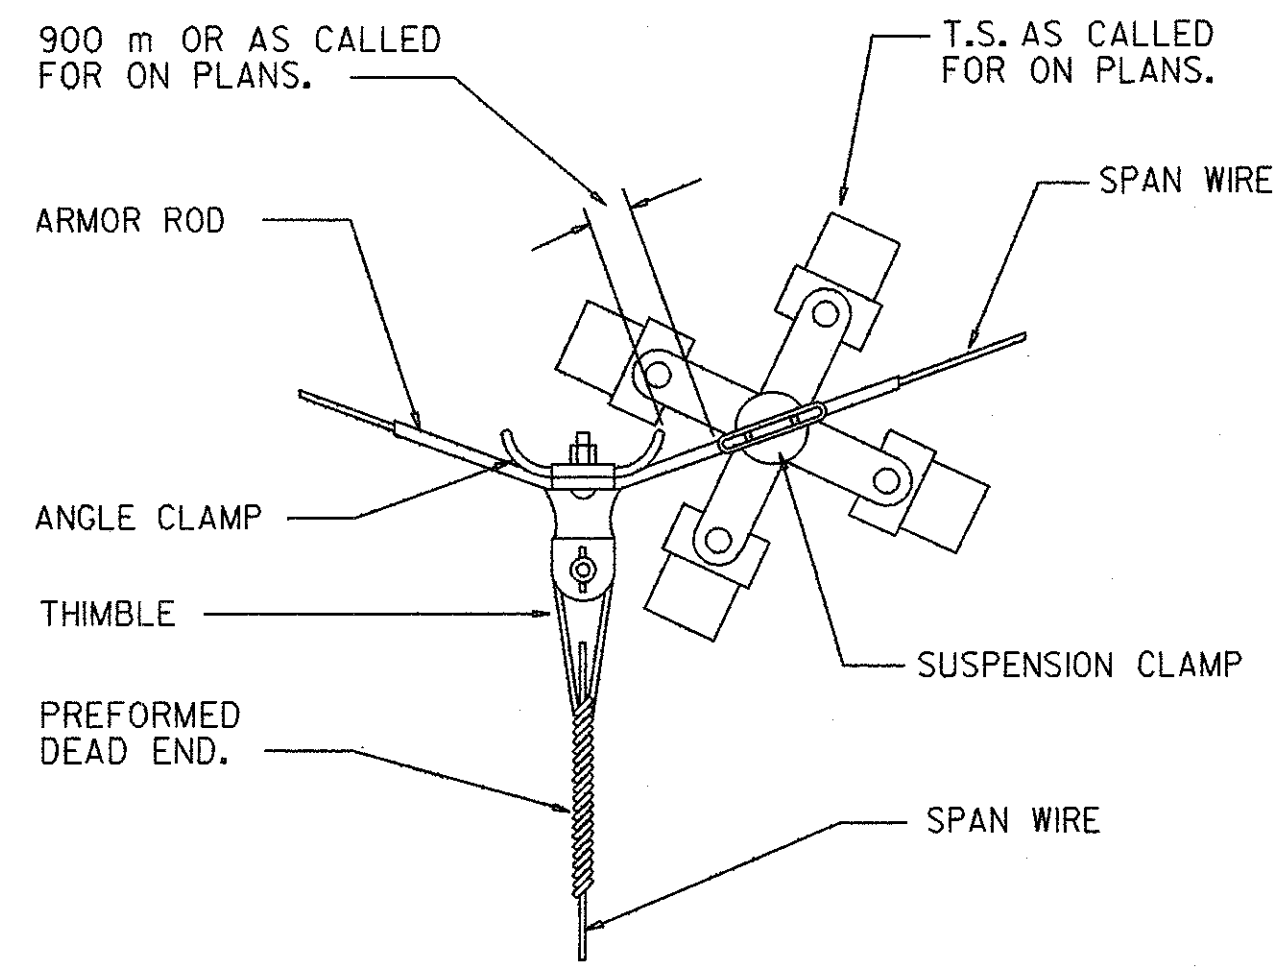 900 m OR AS CALLED
FOR ON PLANS.
T.S. AS CALLED
FOR ON PLANS.
SPAN WIRE
ARMOR ROD
ANGLE CLAMP
THIMBLE
SUSPENSION CLAMP
PREFORMED
DEAD END.
SPAN WIRE